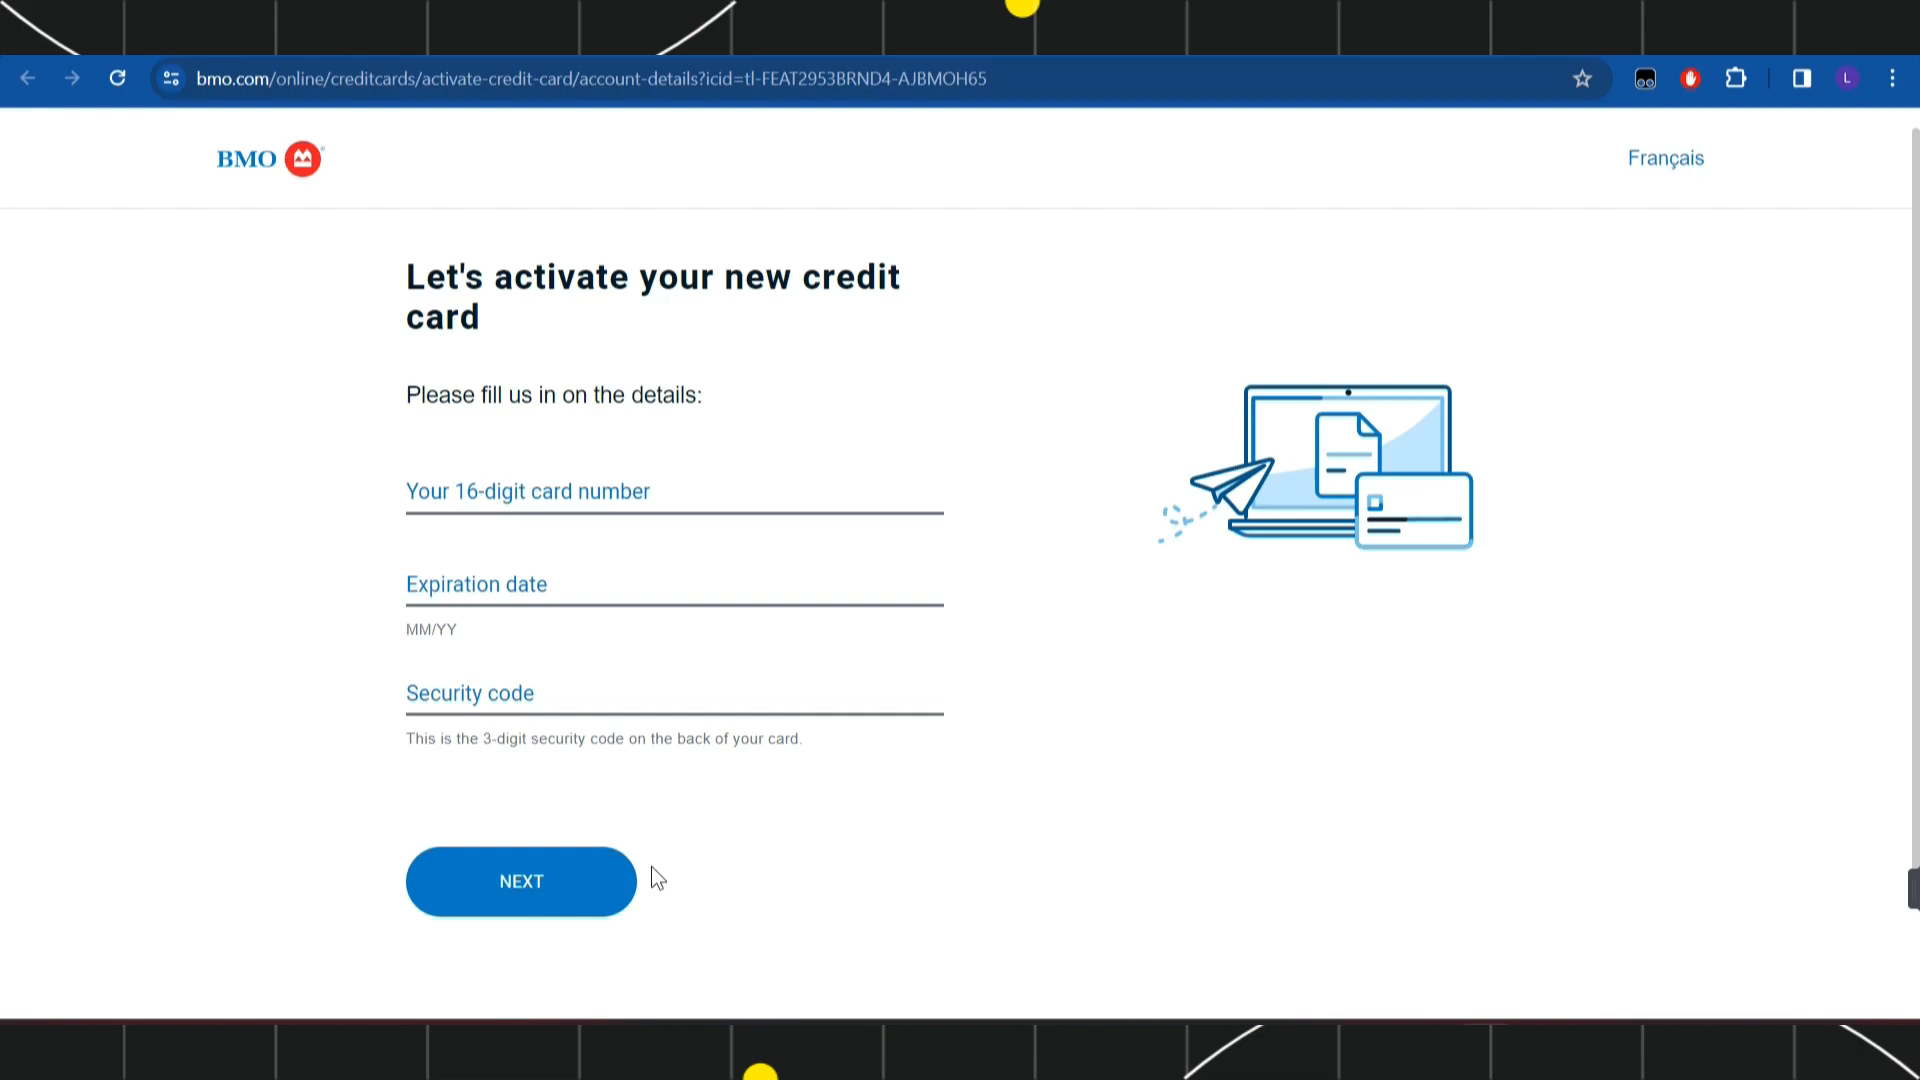 bmo.com/online/creditcards/activate-credit-card/account-details?icid=tl-FEAT2953BRND4-AJBMOH65
L
BMO
Français
Let's activate your new credit
card
Please fill us in on the details:
Your 16-digit card number
Expiration date
MM/YY
Security code
This is the 3-digit security code on the back of your card.
NEXT